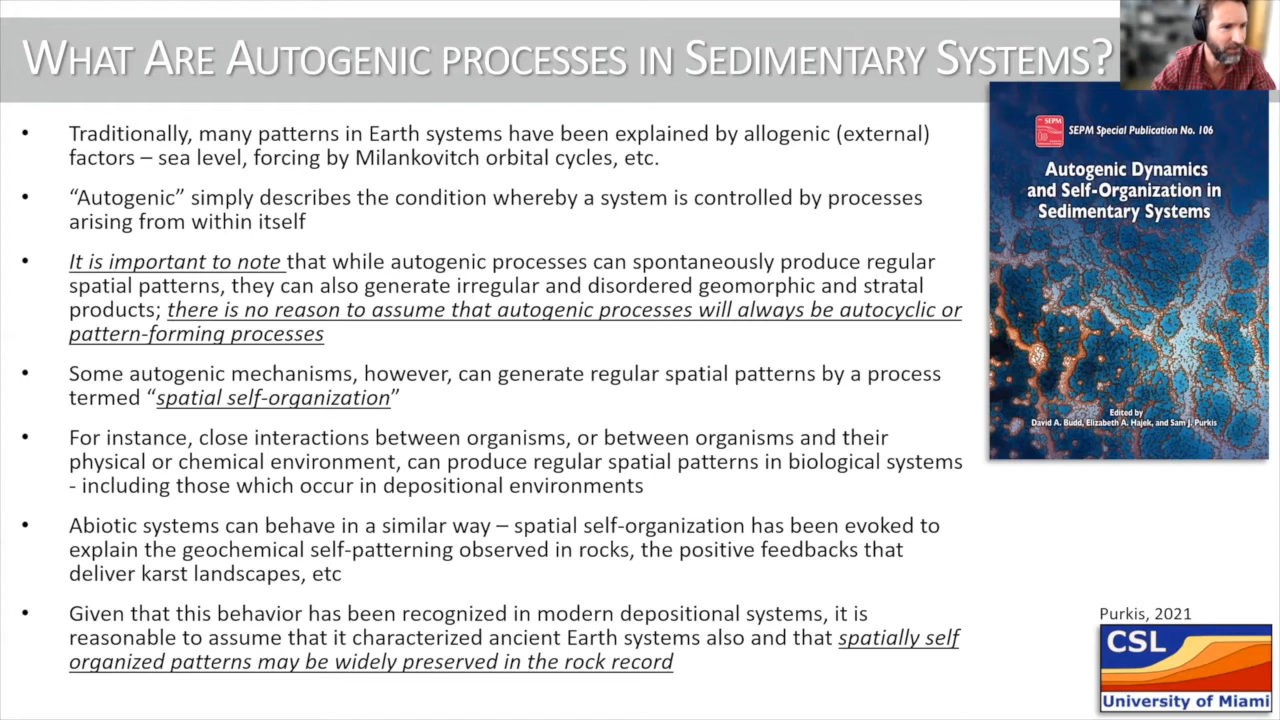 WHAT ARE AUTOGENIC PROCESSES IN SEDIMENTARY SYSTEMS?
• Traditionally, many patterns in Earth systems have been explained by allogenic (external)
factors – sea level, forcing by Milankovitch orbital cycles, etc.
• “Autogenic” simply describes the condition whereby a system is controlled by processes
arising from within itself
• It is important to note that while autogenic processes can spontaneously produce regular
spatial patterns, they can also generate irregular and disordered geomorphic and stratal
products; there is no reason to assume that autogenic processes will always be autocyclic or
pattern-forming processes
• Some autogenic mechanisms, however, can generate regular spatial patterns by a process
termed “spatial self-organization”
• For instance, close interactions between organisms, or between organisms and their
physical or chemical environment, can produce regular spatial patterns in biological systems
- including those which occur in depositional environments
• Abiotic systems can behave in a similar way – spatial self-organization has been evoked to
explain the geochemical self-patterning observed in rocks, the positive feedbacks that
deliver karst landscapes, etc
• Given that this behavior has been recognized in modern depositional systems, it is
reasonable to assume that it characterized ancient Earth systems also and that spatially self
organized patterns may be widely preserved in the rock record
SEPM
SEPM Special Publication No. 106
Autogenic Dynamics
and Self-Organization in
Sedimentary Systems
Edited by
David A. Budd, Elizabeth A. Hajek, and Sam J. Purkis
Purkis, 2021
CSL
University of Miami